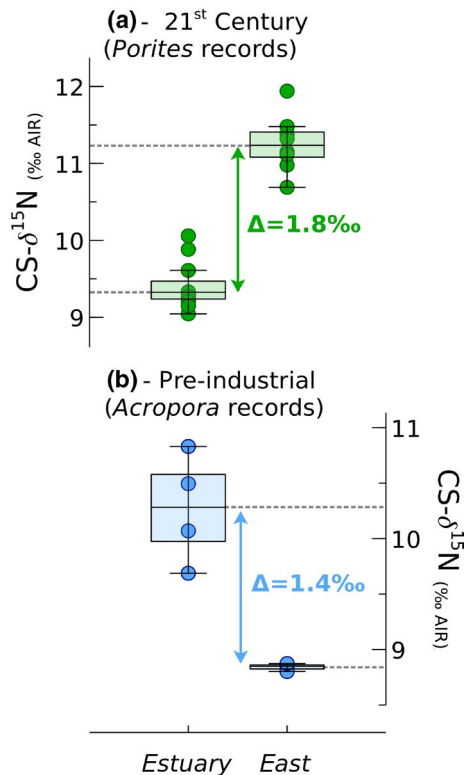 (a) - 21st Century
(Porites records)
12
11
10
9
CS-δ15N (‰ AIR)
Δ=1.8‰
(b) - Pre-industrial
(Acropora records)
11
10
9
CS-δ15N (‰ AIR)
Δ=1.4‰
Estuary East